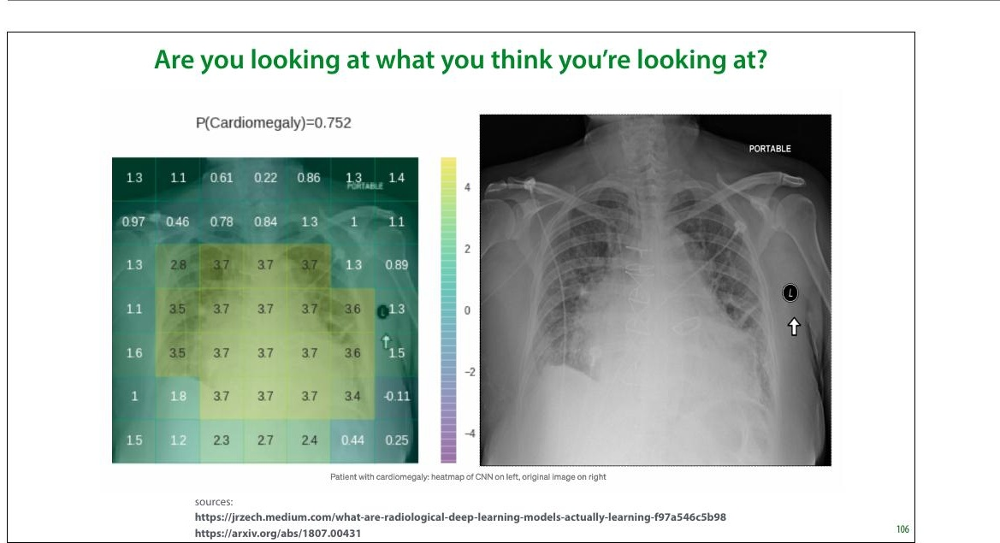 Are you looking at what you think you're looking at?
P(Cardiomegaly)=0.752
1.3 1.1 0.61 0.22 0.86 1.3 1.4
PORTABLE
0.97 0.46 0.78 0.84 1.3 1 1.1
1.3 2.8 3.7 3.7 3.7 1.3 0.89
1.1 3.5 3.7 3.7 3.7 3.6 L 1.3
1.6 3.5 3.7 3.7 3.7 3.6 1.5
1 1.8 3.7 3.7 3.7 3.4 -0.11
1.5 1.2 2.3 2.7 2.4 0.44 0.25
4
2
0
−2
−4
PORTABLE
L
Patient with cardiomegaly: heatmap of CNN on left, original image on right
sources:
https://jrzech.medium.com/what-are-radiological-deep-learning-models-actually-learning-f97a546c5b98
https://arxiv.org/abs/1807.00431
106